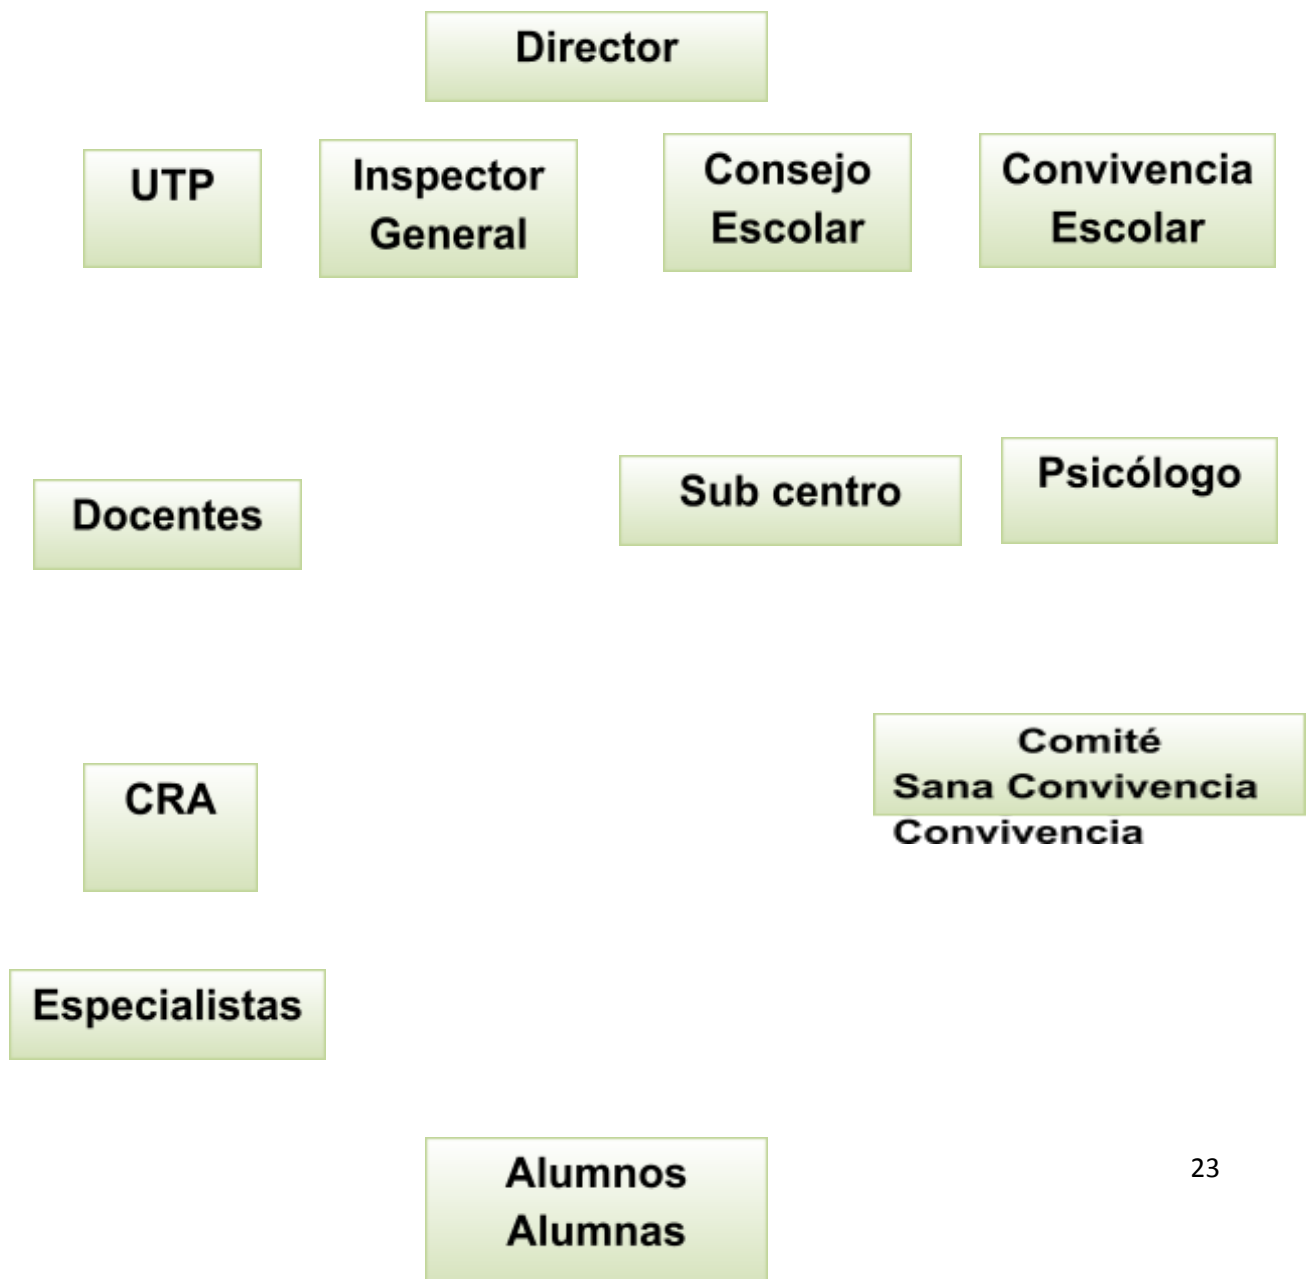 Director
UTP
Inspector
General
Consejo
Escolar
Convivencia
Escolar
Docentes
Sub centro
Psicólogo
CRA
Comité
Sana Convivencia
Convivencia
Especialistas
Alumnos
Alumnas
23